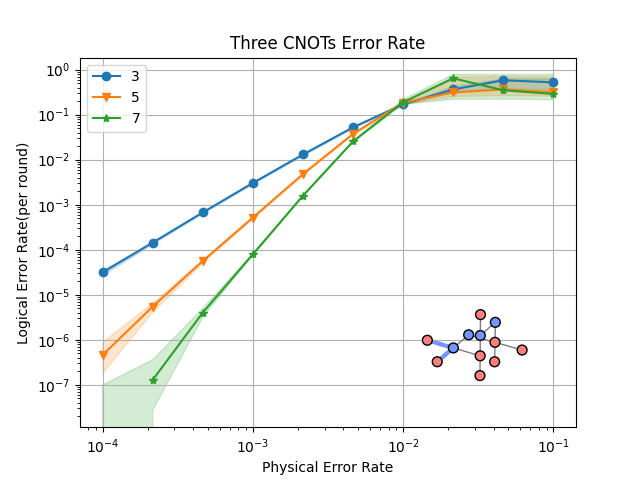 Three CNOTs Error Rate
3
5
7
Logical Error Rate(per round)
10⁰
10⁻¹
10⁻²
10⁻³
10⁻⁴
10⁻⁵
10⁻⁶
10⁻⁷
10⁻⁴ 10⁻³ 10⁻² 10⁻¹
Physical Error Rate